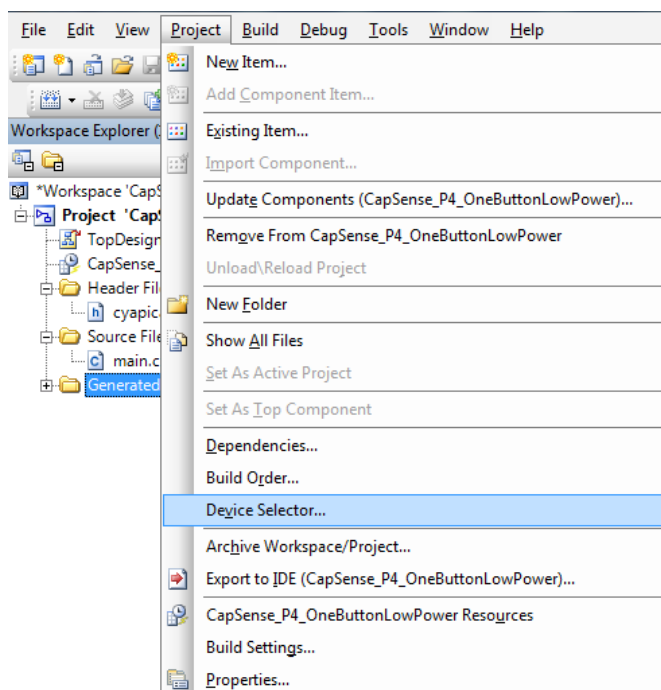 File Edit View Project Build Debug Tools Window Help
New Item...
Add Component Item...
Workspace Explorer (
Existing Item...
Import Component...
*Workspace 'CapS
Update Components (CapSense_P4_OneButtonLowPower)...
Project 'CapS
Remove From CapSense_P4_OneButtonLowPower
TopDesign
CapSense_
Unload\Reload Project
Header Fil
New Folder
cyapic
Source File
Show All Files
main.c
Set As Active Project
Generated
Set As Top Component
Dependencies...
Build Order...
Device Selector...
Archive Workspace/Project...
Export to IDE (CapSense_P4_OneButtonLowPower)...
CapSense_P4_OneButtonLowPower Resources
Build Settings...
Properties...